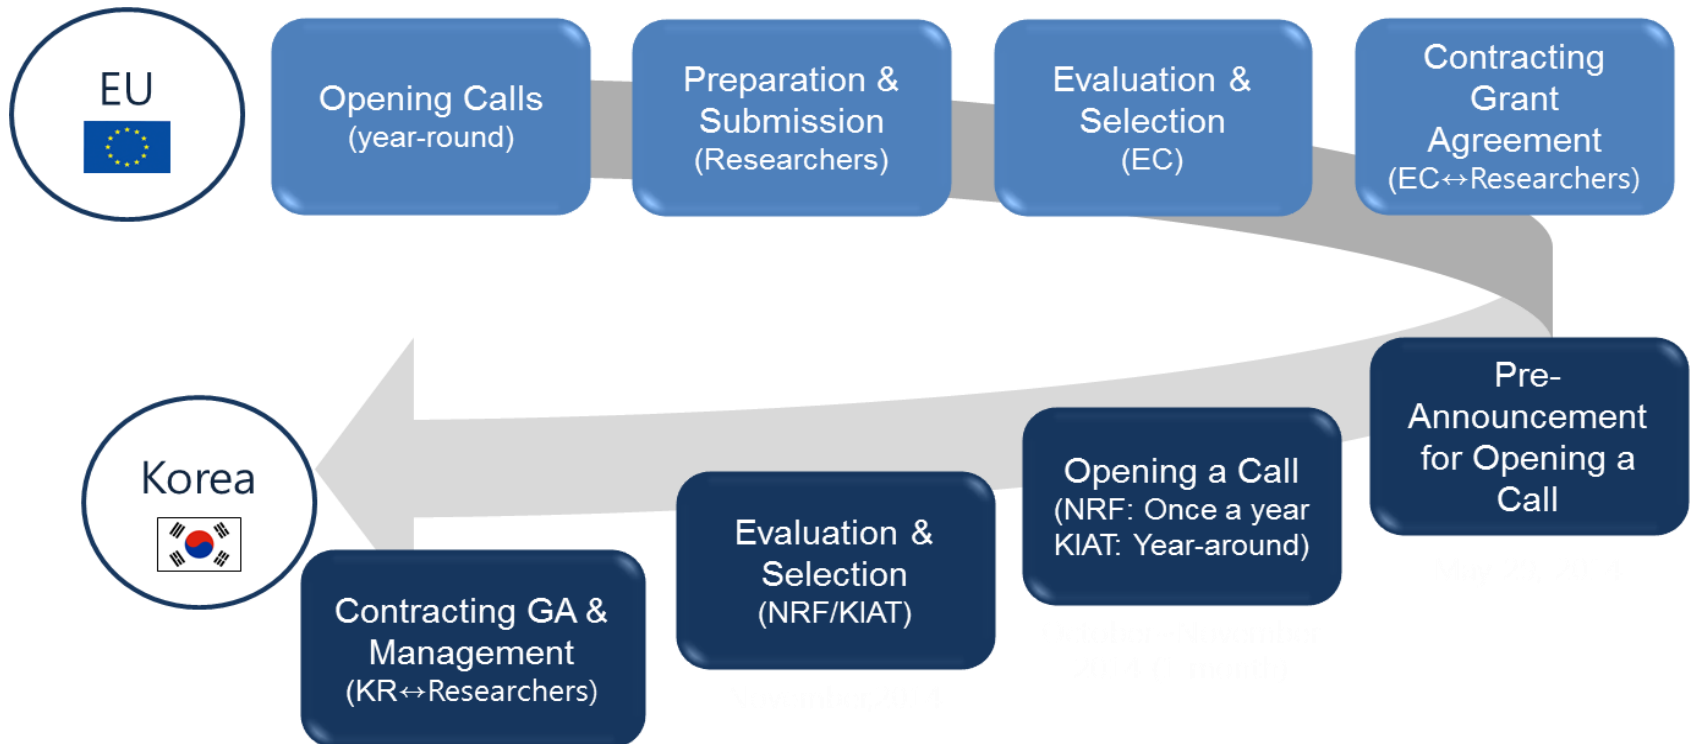 EU
Opening Calls
(year-round)
Preparation &
Submission
(Researchers)
Evaluation &
Selection
(EC)
Contracting
Grant
Agreement
(EC↔Researchers)
Korea
Pre-
Announcement
for Opening a
Call
Opening a Call
(NRF: Once a year
KIAT: Year-around)
Evaluation &
Selection
(NRF/KIAT)
Contracting GA &
Management
(KR↔Researchers)